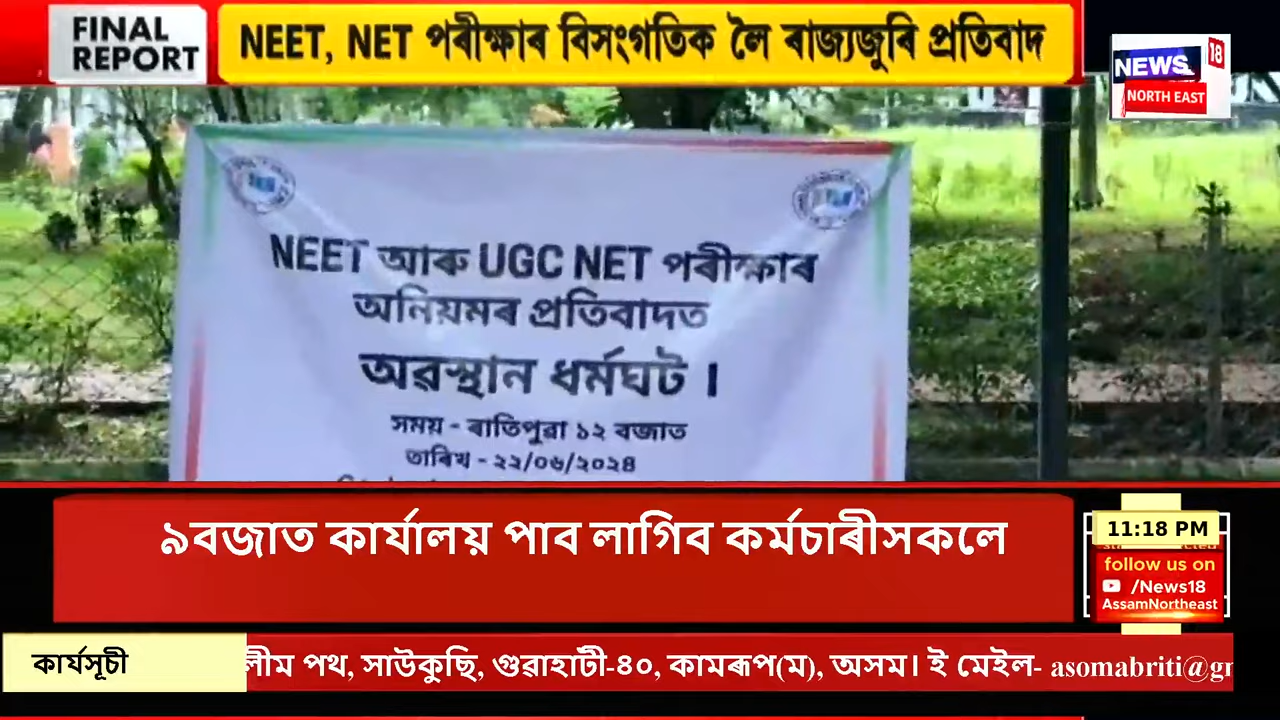 FINAL
REPORT
NEET, NET পৰীক্ষাৰ বিসংগতিক লৈ ৰাজ্যজুৰি প্ৰতিবাদ
NEWS 18
NORTH EAST
NEET আৰু UGC NET পৰীক্ষাৰ
অনিয়মৰ প্ৰতিবাদত
অৱস্থান ধৰ্মঘট ।
সময় - ৰাতিপুৱা ১২ বজাত
তাৰিখ - ২২/০৬/২০২৪
৯বজাত কাৰ্যালয় পাব লাগিব কৰ্মচাৰীসকলে
11:18 PM
follow us on
/News18
AssamNortheast
কাৰ্যসূচী
লীম পথ, সাউকুছি, গুৱাহাটী-৪০, কামৰূপ(ম), অসম। ই মেইল- asomabriti@gm